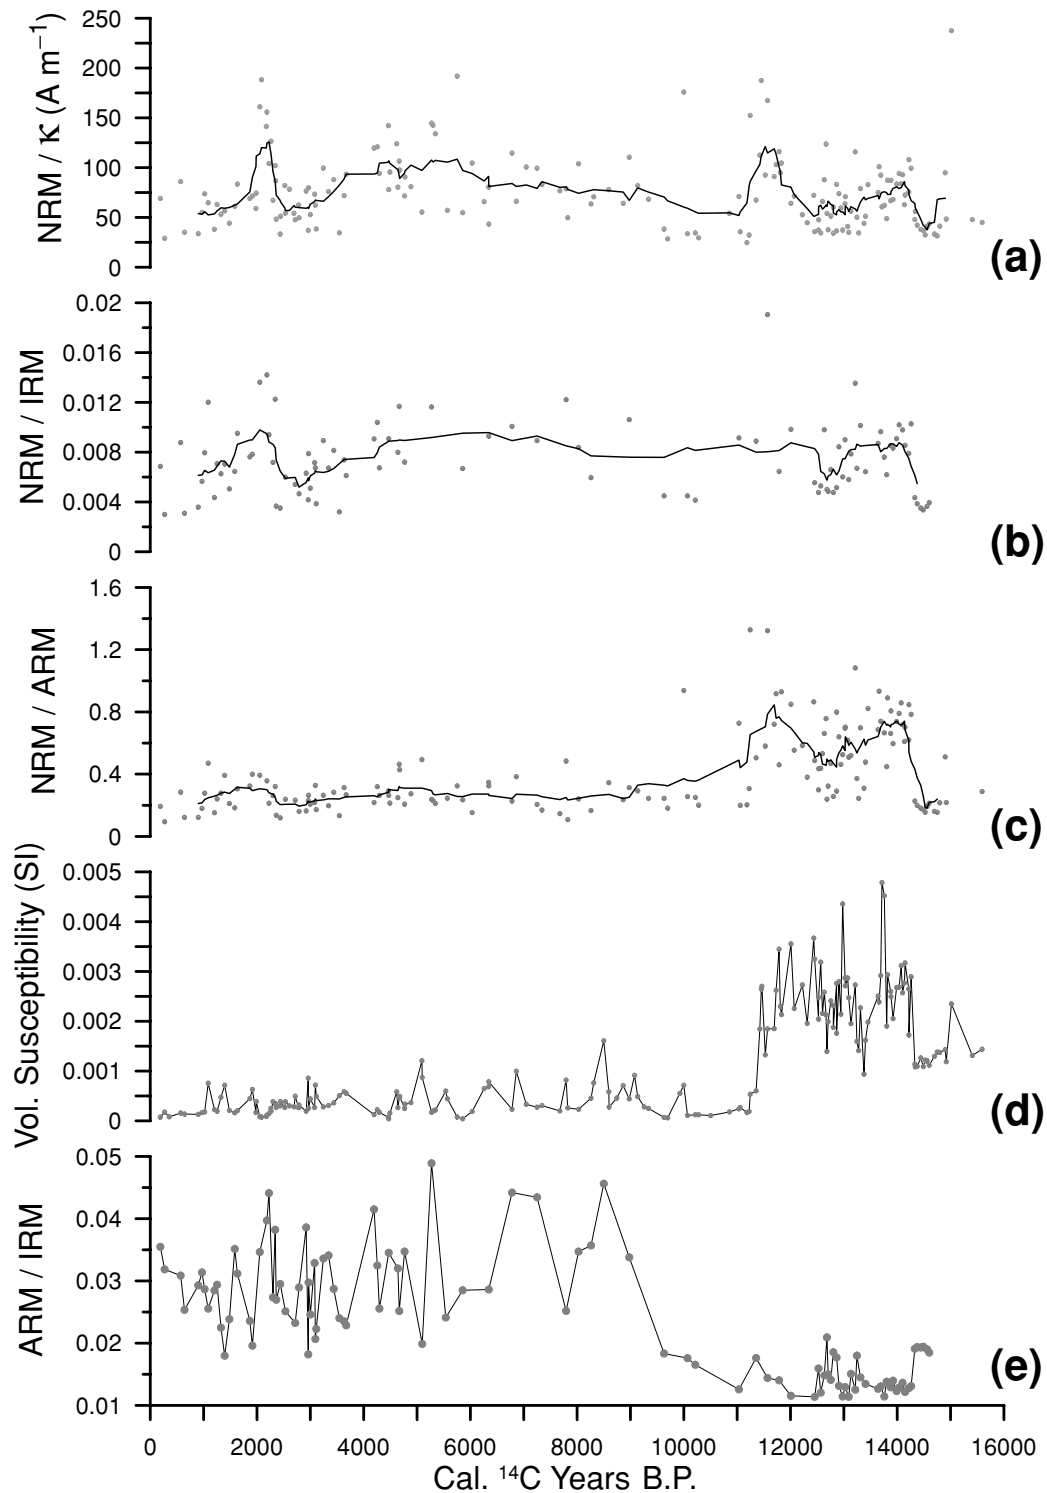 250
200
150
100
50
0
NRM / κ (A m⁻¹)
(a)
0.02
0.016
0.012
0.008
0.004
0
NRM / IRM
(b)
1.6
1.2
0.8
0.4
0
NRM / ARM
(c)
0.005
0.004
0.003
0.002
0.001
0
Vol. Susceptibility (SI)
(d)
0.05
0.04
0.03
0.02
0.01
ARM / IRM
(e)
0 2000 4000 6000 8000 10000 12000 14000 16000
Cal. ¹⁴C Years B.P.